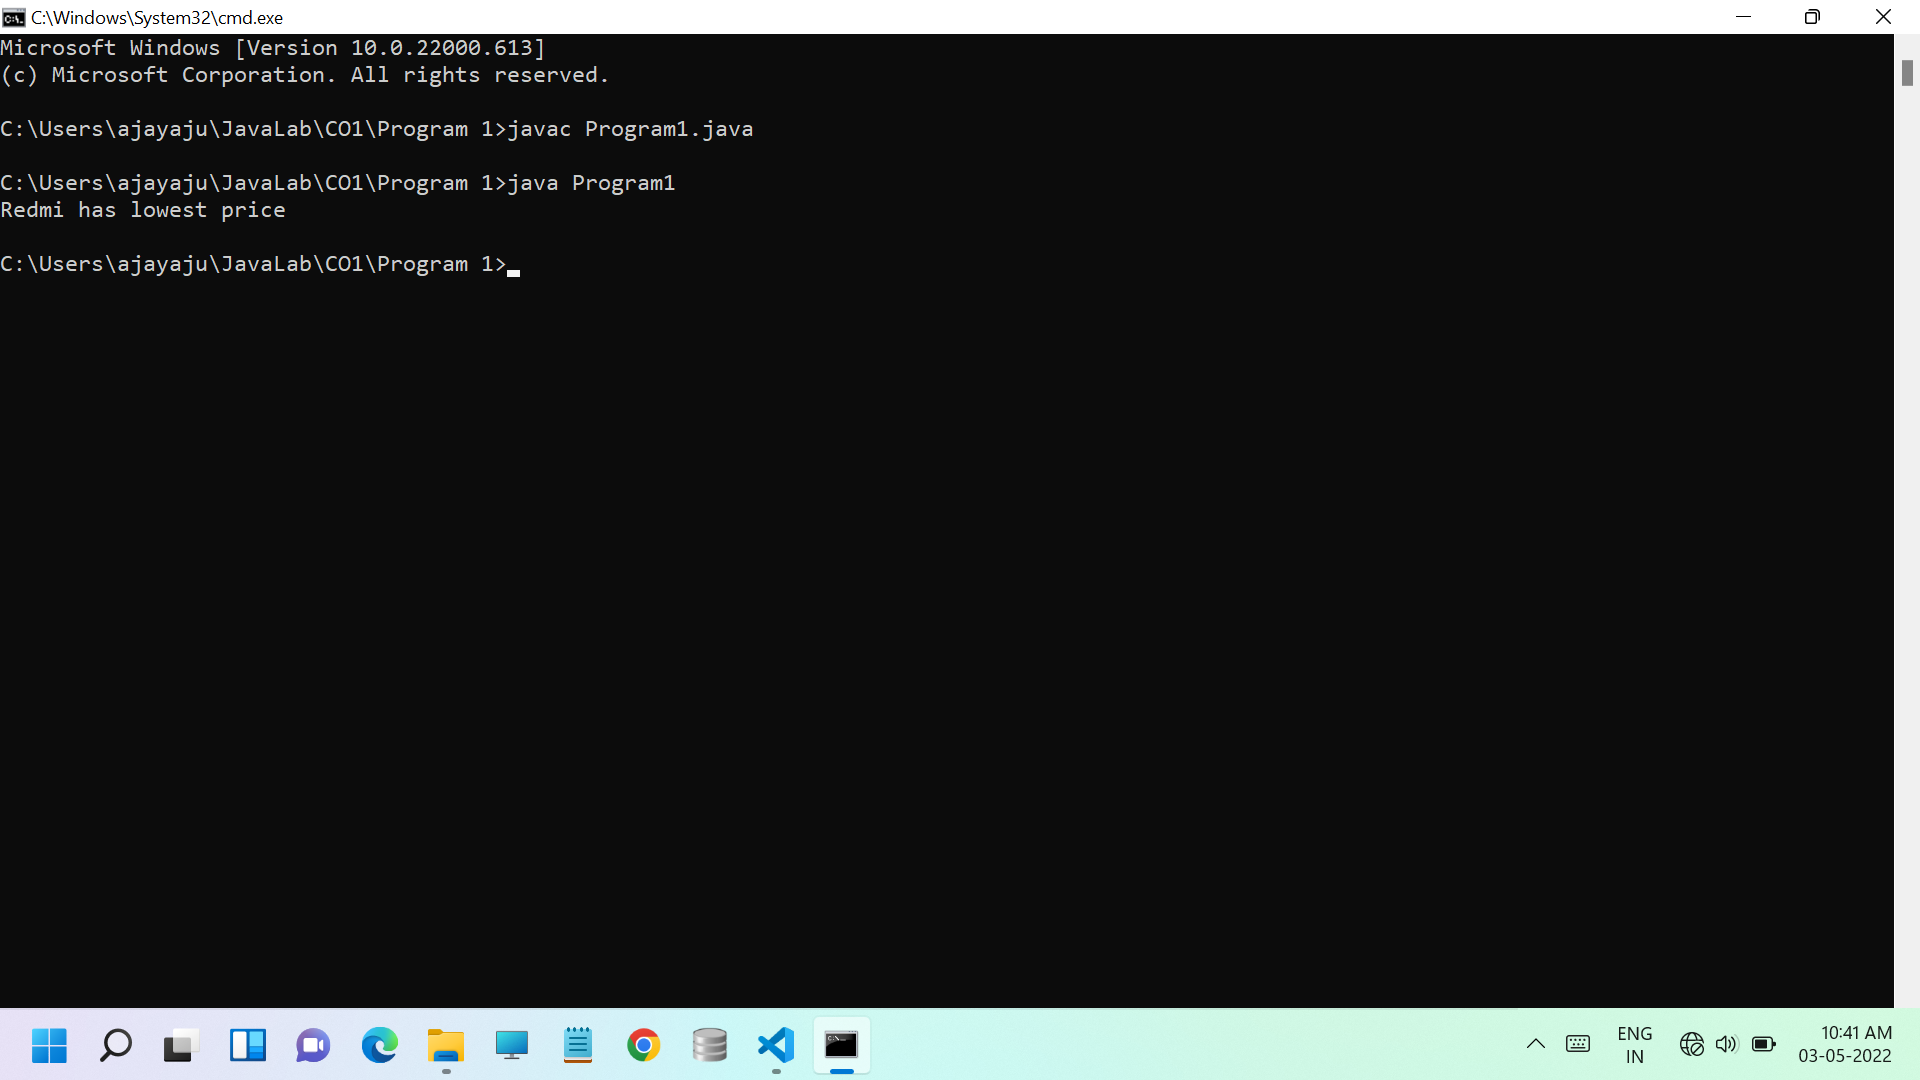 C:\Windows\System32\cmd.exe
Microsoft Windows [Version 10.0.22000.613]
(c) Microsoft Corporation. All rights reserved.
C:\Users\ajayaju\JavaLab\CO1\Program 1>javac Program1.java
C:\Users\ajayaju\JavaLab\CO1\Program 1>java Program1
Redmi has lowest price
C:\Users\ajayaju\JavaLab\CO1\Program 1>
ENG
IN
10:41 AM
03-05-2022